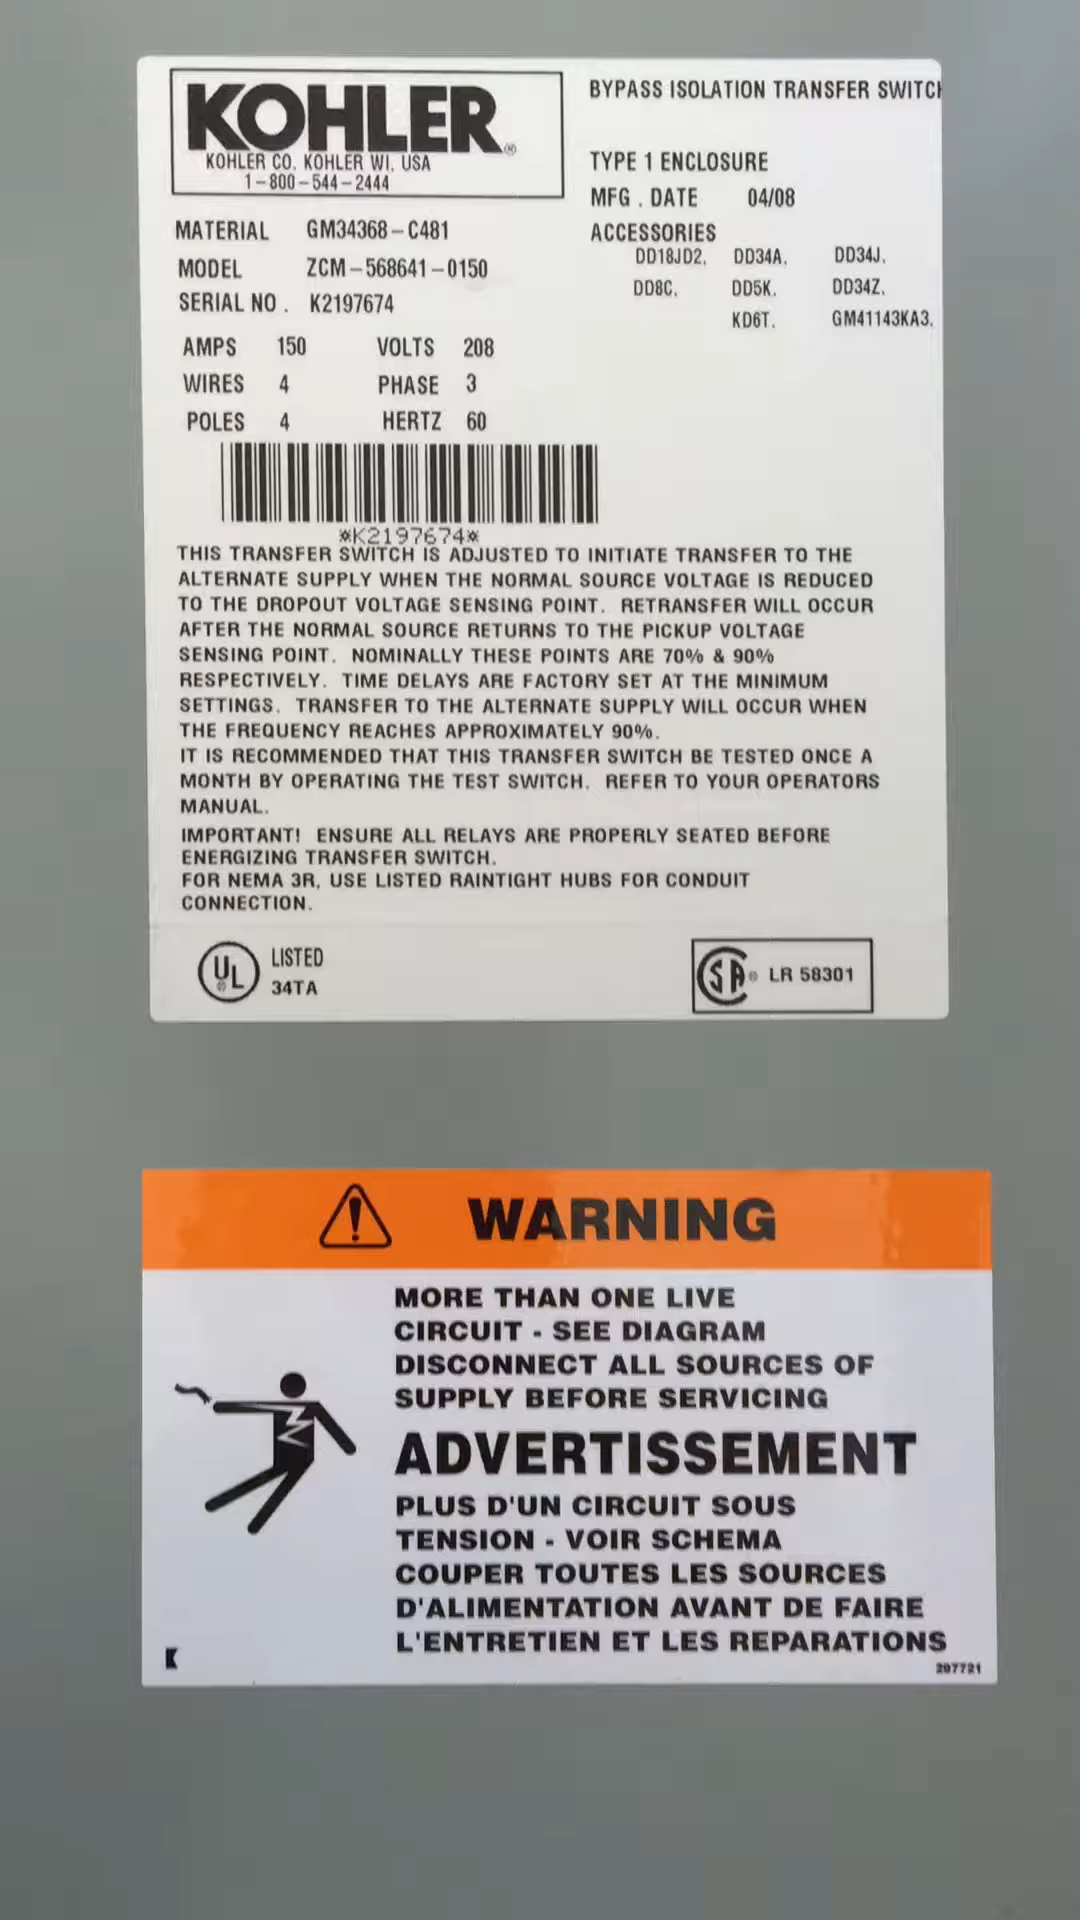 KOHLER®
KOHLER CO. KOHLER WI. USA
1-800-544-2444
BYPASS ISOLATION TRANSFER SWITCH
TYPE 1 ENCLOSURE
MFG . DATE 04/08
ACCESSORIES
DD18JD2, DD34A, DD34J,
DD8C, DD5K, DD34Z,
KD6T, GM41143KA3,
MATERIAL GM34368-C481
MODEL ZCM-568641-0150
SERIAL NO . K2197674
AMPS 150 VOLTS 208
WIRES 4 PHASE 3
POLES 4 HERTZ 60
*K2197674*
THIS TRANSFER SWITCH IS ADJUSTED TO INITIATE TRANSFER TO THE
ALTERNATE SUPPLY WHEN THE NORMAL SOURCE VOLTAGE IS REDUCED
TO THE DROPOUT VOLTAGE SENSING POINT. RETRANSFER WILL OCCUR
AFTER THE NORMAL SOURCE RETURNS TO THE PICKUP VOLTAGE
SENSING POINT. NOMINALLY THESE POINTS ARE 70% & 90%
RESPECTIVELY. TIME DELAYS ARE FACTORY SET AT THE MINIMUM
SETTINGS. TRANSFER TO THE ALTERNATE SUPPLY WILL OCCUR WHEN
THE FREQUENCY REACHES APPROXIMATELY 90%.
IT IS RECOMMENDED THAT THIS TRANSFER SWITCH BE TESTED ONCE A
MONTH BY OPERATING THE TEST SWITCH. REFER TO YOUR OPERATORS
MANUAL.
IMPORTANT! ENSURE ALL RELAYS ARE PROPERLY SEATED BEFORE
ENERGIZING TRANSFER SWITCH.
FOR NEMA 3R, USE LISTED RAINTIGHT HUBS FOR CONDUIT
CONNECTION.
UL® LISTED
34TA
SA® LR 58301
WARNING
MORE THAN ONE LIVE
CIRCUIT - SEE DIAGRAM
DISCONNECT ALL SOURCES OF
SUPPLY BEFORE SERVICING
ADVERTISSEMENT
PLUS D'UN CIRCUIT SOUS
TENSION - VOIR SCHEMA
COUPER TOUTES LES SOURCES
D'ALIMENTATION AVANT DE FAIRE
L'ENTRETIEN ET LES REPARATIONS
K
297721